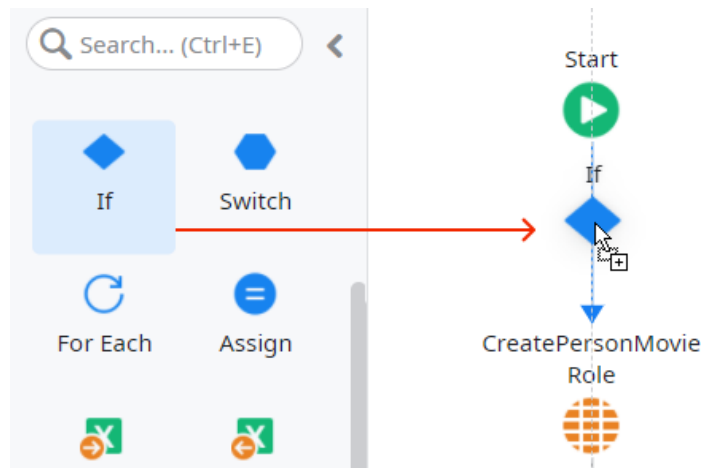 Search... (Ctrl+E)
If
Switch
For Each
Assign
Start
If
CreatePersonMovie
Role